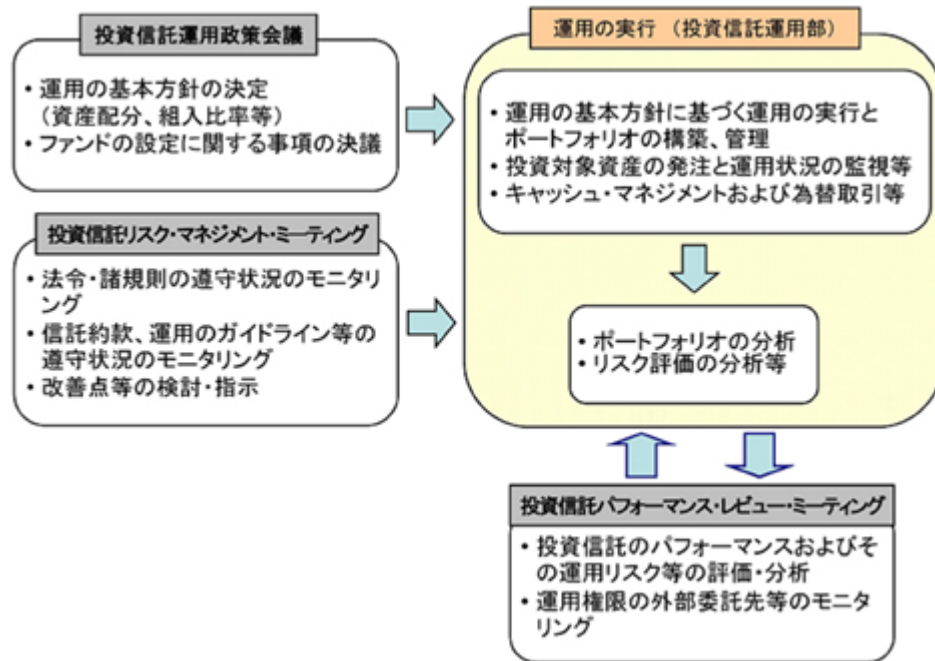 投資信託運用政策会議
・運用の基本方針の決定
（資産配分、組入比率等）
・ファンドの設定に関する事項の決議
投資信託リスク・マネジメント・ミーティング
・法令・諸規則の遵守状況のモニタリ
ング
・信託約款、運用のガイドライン等の
遵守状況のモニタリング
・改善点等の検討・指示
運用の実行 （投資信託運用部）
・運用の基本方針に基づく運用の実行と
ポートフォリオの構築、管理
・投資対象資産の発注と運用状況の監視等
・キャッシュ・マネジメントおよび為替取引等
・ポートフォリオの分析
・リスク評価の分析等
投資信託パフォーマンス・レビュー・ミーティング
・投資信託のパフォーマンスおよびそ
の運用リスク等の評価・分析
・運用権限の外部委託先等のモニタ
リング